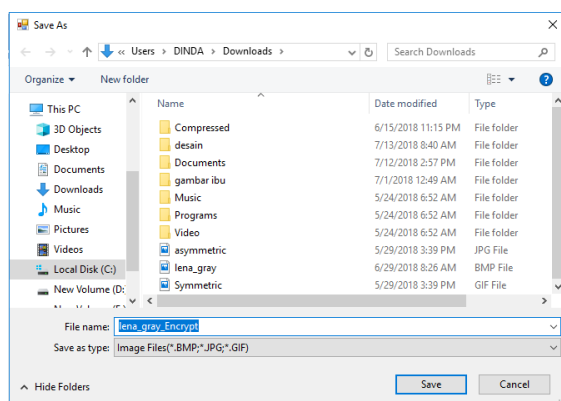 Save As
« Users > DINDA > Downloads >
Search Downloads
Organize
New folder
Name Date modified Type
This PC
3D Objects
Desktop
Documents
Downloads
Music
Pictures
Videos
Local Disk (C:)
New Volume (D:
Compressed 6/15/2018 11:15 PM File folder
desain 7/13/2018 8:40 AM File folder
Documents 7/12/2018 2:57 PM File folder
gambar ibu 7/1/2018 12:49 AM File folder
Music 5/24/2018 6:52 AM File folder
Programs 5/24/2018 6:52 AM File folder
Video 5/24/2018 6:52 AM File folder
asymmetric 5/29/2018 3:39 PM JPG File
lena_gray 6/29/2018 8:26 AM BMP File
Symmetric 5/29/2018 3:39 PM GIF File
File name: lena_gray_Encrypt
Save as type: Image Files(*.BMP;*.JPG;*.GIF)
Hide Folders
Save
Cancel